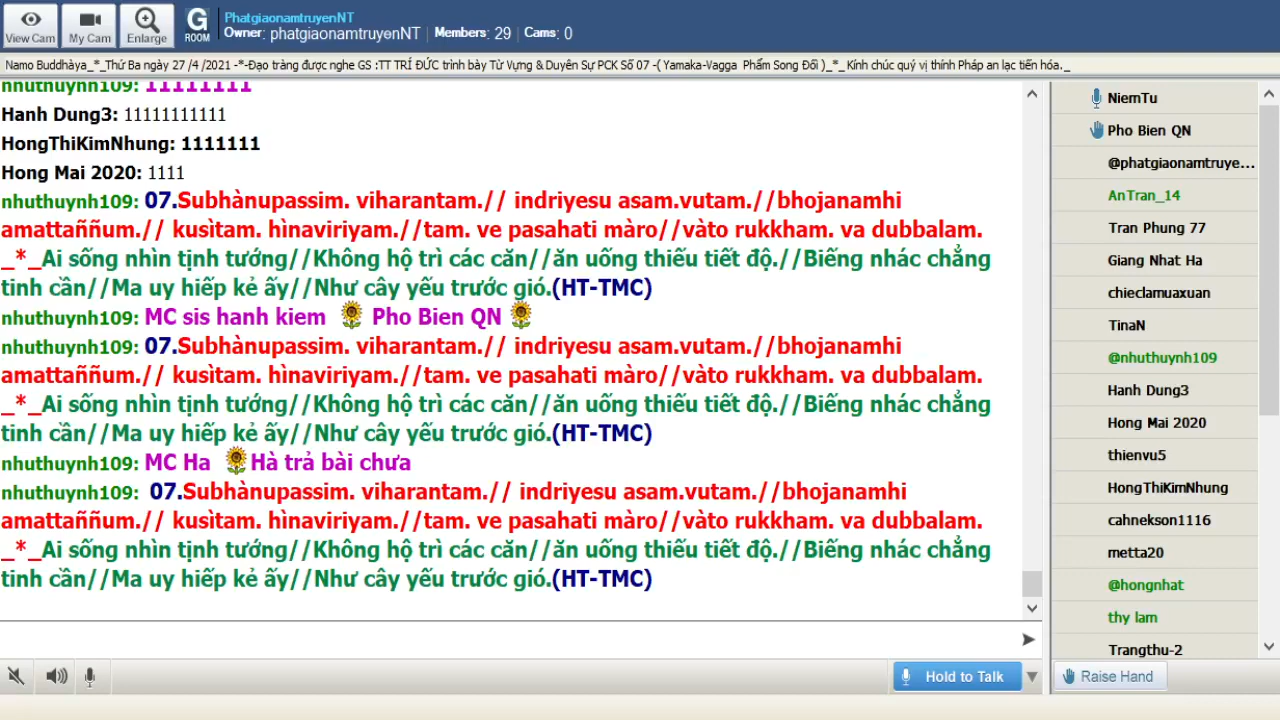 View Cam
My Cam
Enlarge
G ROOM
PhatgiaonamtruyenNT
Owner: phatgiaonamtruyenNT | Members: 29 | Cams: 0
Namo Buddhàya_*_Thứ Ba ngày 27 /4 /2021 -*-Đạo tràng được nghe GS :TT TRÍ ĐỨC trình bày Từ Vựng & Duyên Sự PCK Số 07 -( Yamaka-Vagga Phẩm Song Đối )_*_ Kính chúc quý vị thính Pháp an lạc tiến hóa._
nhuthuynh109: 11111111
Hanh Dung3: 11111111111
HongThiKimNhung: 1111111
Hong Mai 2020: 1111
nhuthuynh109: 07.Subhànupassim. viharantam.// indriyesu asam.vutam.//bhojanamhi
amattaññum.// kusìtam. hìnaviriyam.//tam. ve pasahati màro//vàto rukkham. va dubbalam.
_*_Ai sống nhìn tịnh tướng//Không hộ trì các căn//ăn uống thiếu tiết độ.//Biếng nhác chẳng
tinh cần//Ma uy hiếp kẻ ấy//Như cây yếu trước gió.(HT-TMC)
nhuthuynh109: MC sis hanh kiem Pho Bien QN
nhuthuynh109: 07.Subhànupassim. viharantam.// indriyesu asam.vutam.//bhojanamhi
amattaññum.// kusìtam. hìnaviriyam.//tam. ve pasahati màro//vàto rukkham. va dubbalam.
_*_Ai sống nhìn tịnh tướng//Không hộ trì các căn//ăn uống thiếu tiết độ.//Biếng nhác chẳng
tinh cần//Ma uy hiếp kẻ ấy//Như cây yếu trước gió.(HT-TMC)
nhuthuynh109: MC Ha Hà trả bài chưa
nhuthuynh109: 07.Subhànupassim. viharantam.// indriyesu asam.vutam.//bhojanamhi
amattaññum.// kusìtam. hìnaviriyam.//tam. ve pasahati màro//vàto rukkham. va dubbalam.
_*_Ai sống nhìn tịnh tướng//Không hộ trì các căn//ăn uống thiếu tiết độ.//Biếng nhác chẳng
tinh cần//Ma uy hiếp kẻ ấy//Như cây yếu trước gió.(HT-TMC)
Hold to Talk
NiemTu
Pho Bien QN
@phatgiaonamtruye...
AnTran_14
Tran Phung 77
Giang Nhat Ha
chieclamuaxuan
TinaN
@nhuthuynh109
Hanh Dung3
Hong Mai 2020
thienvu5
HongThiKimNhung
cahnekson1116
metta20
@hongnhat
thy lam
Trangthu-2
Raise Hand